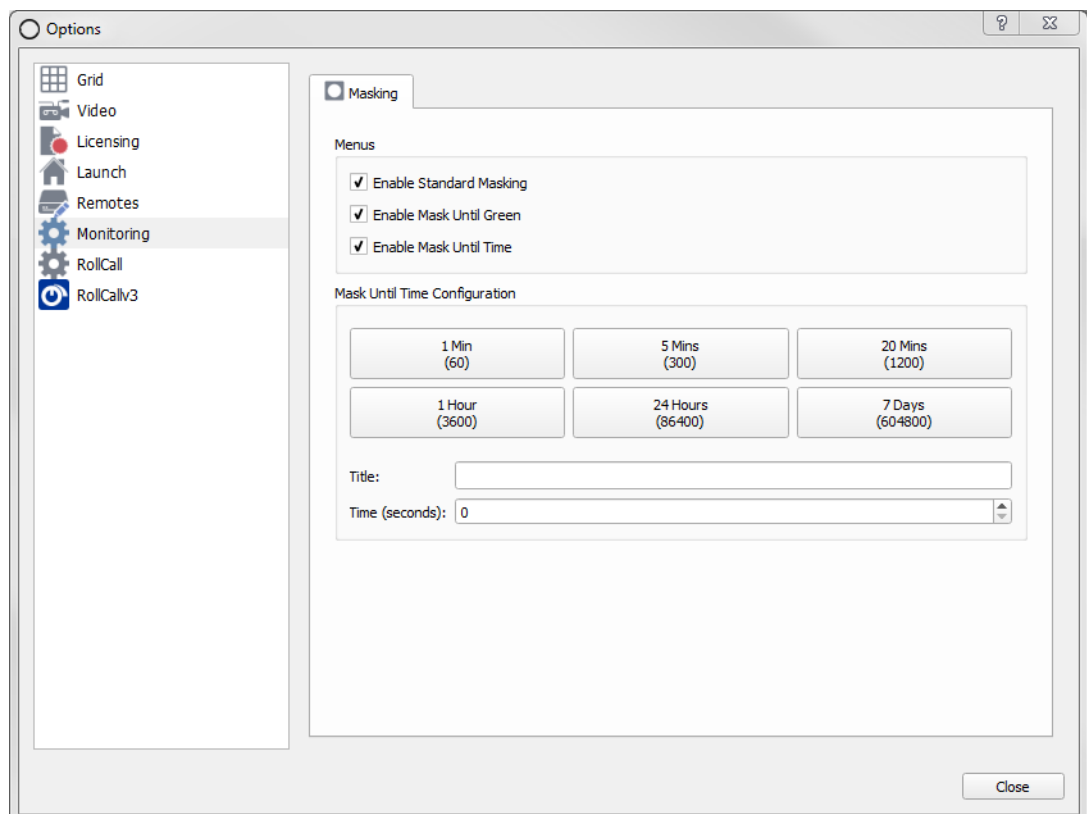 Options
Grid
Video
Licensing
Launch
Remotes
Monitoring
RollCall
RollCallv3
Masking
Menus
Enable Standard Masking
Enable Mask Until Green
Enable Mask Until Time
Mask Until Time Configuration
1 Min
(60)
5 Mins
(300)
20 Mins
(1200)
1 Hour
(3600)
24 Hours
(86400)
7 Days
(604800)
Title:
Time (seconds): 0
Close